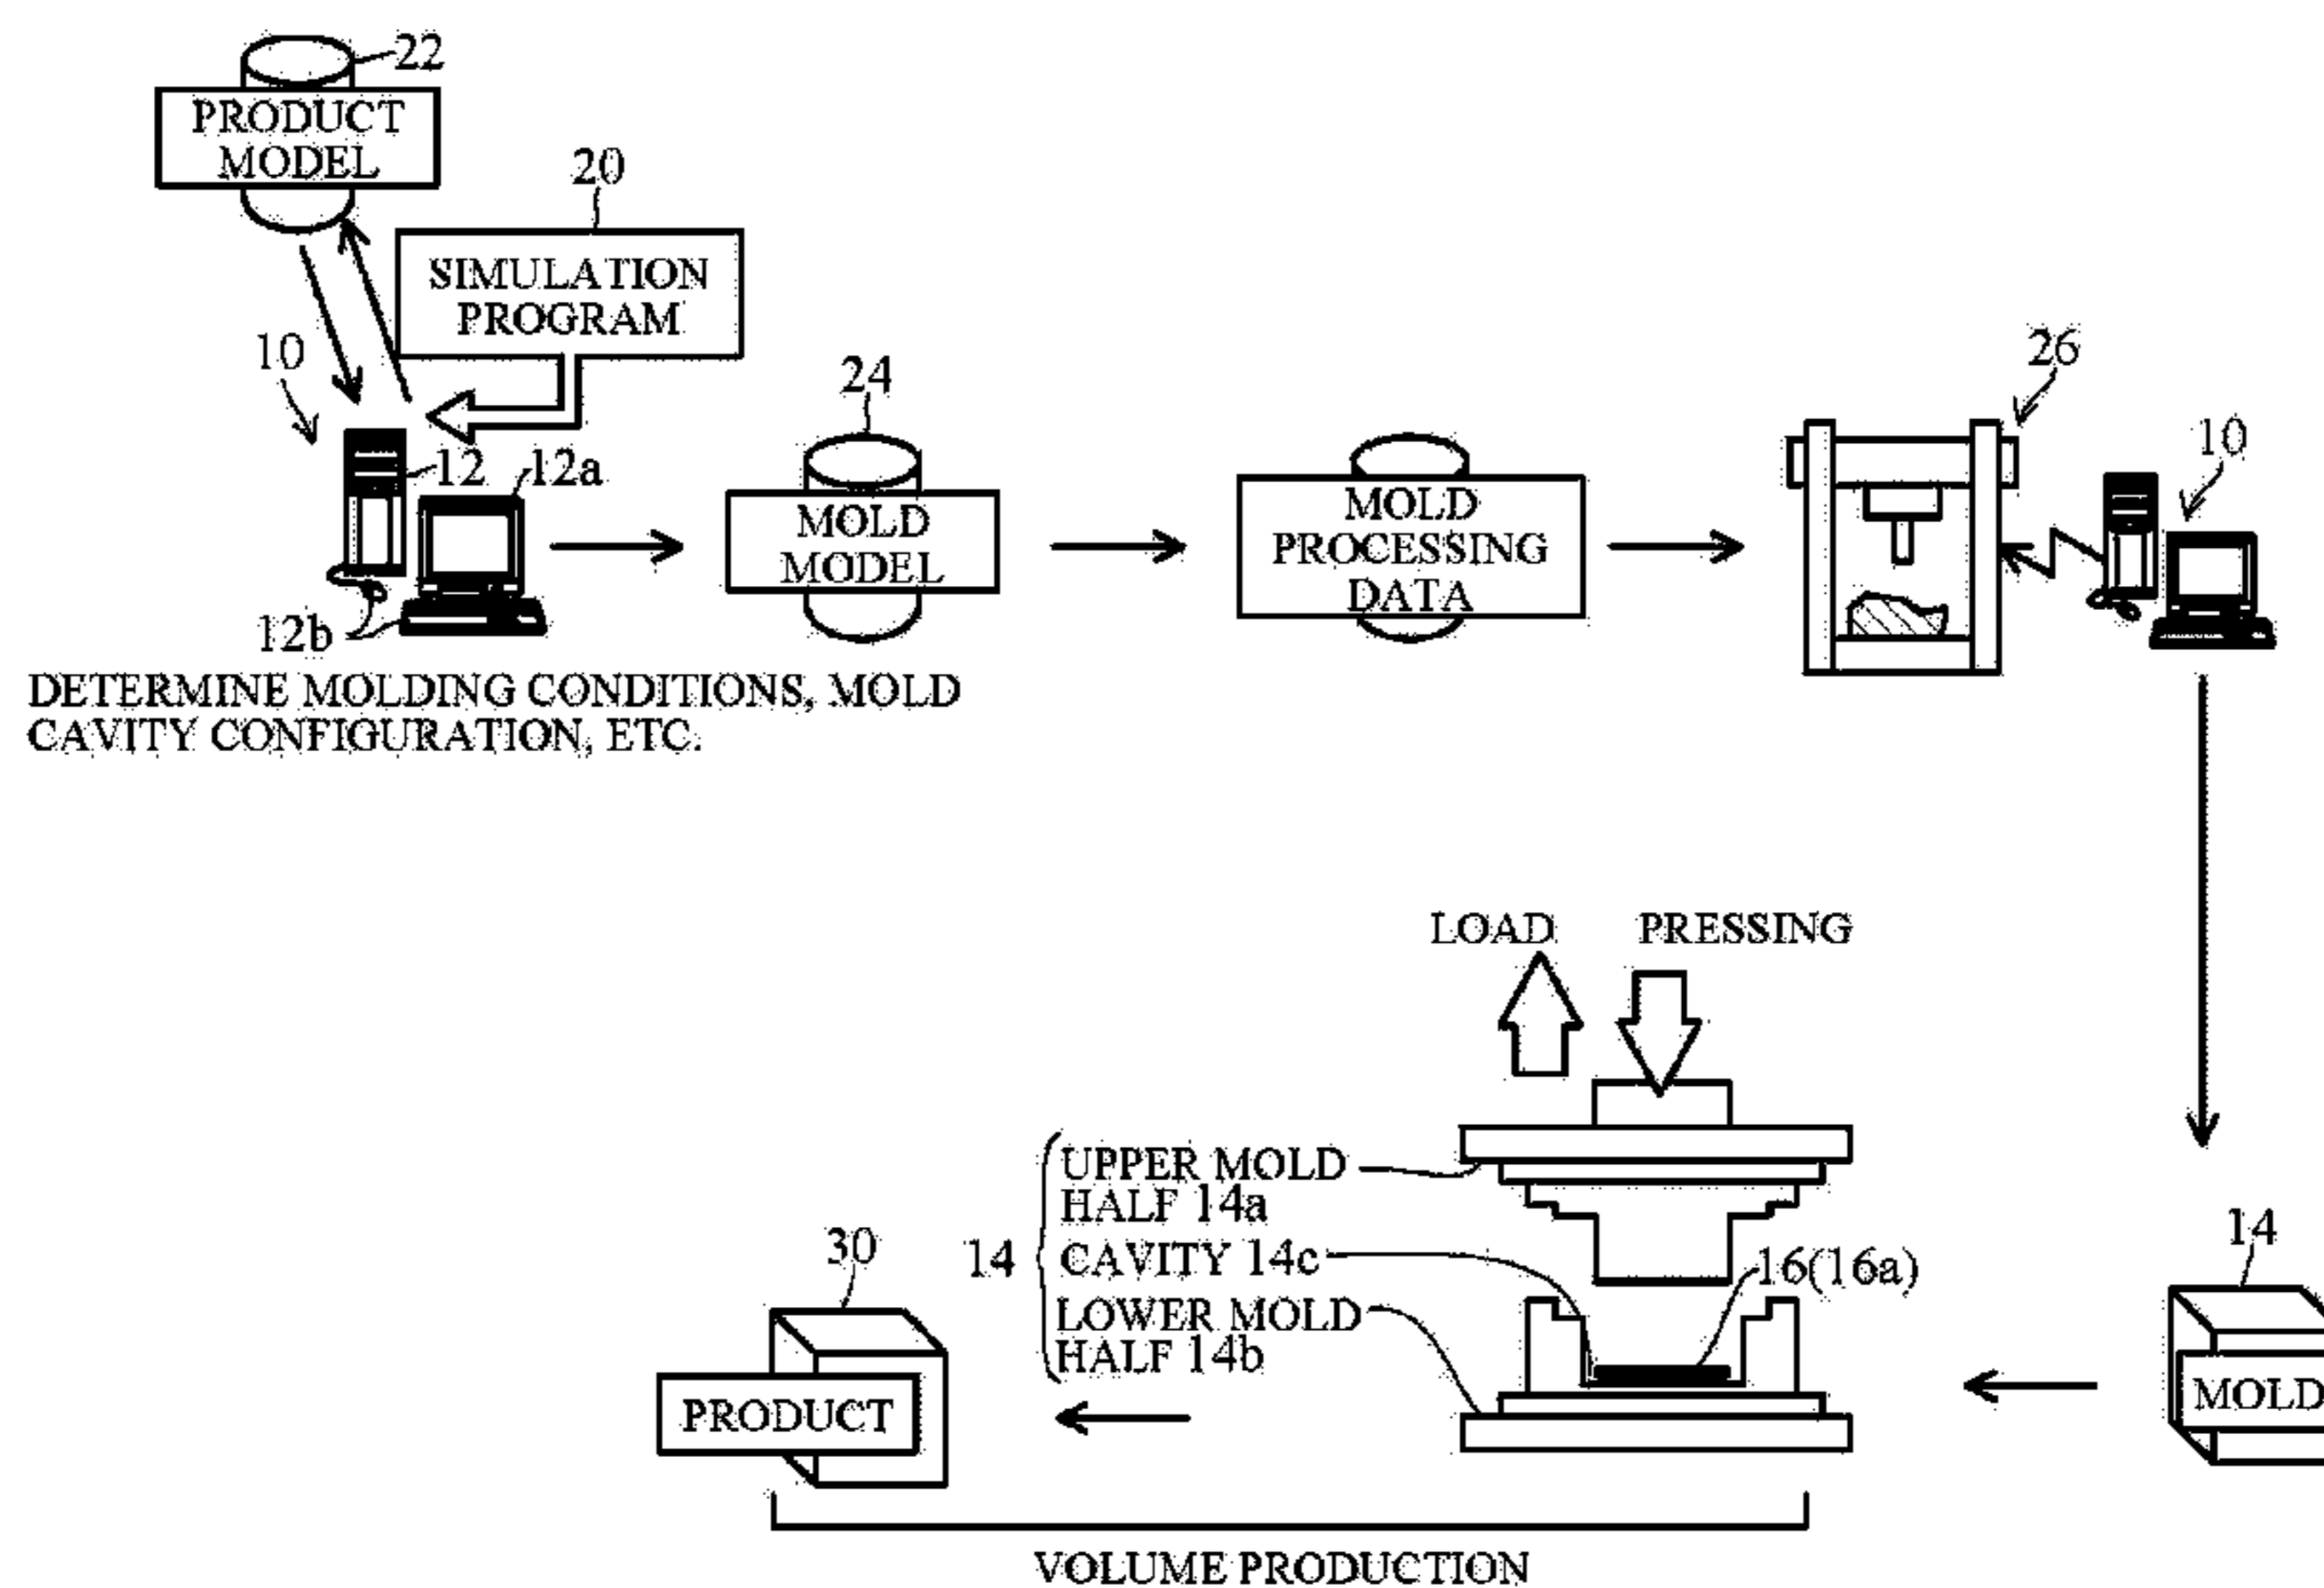 22
PRODUCT
MODEL
20
SIMULATION
PROGRAM
10
12
12a
12b
24
MOLD
MODEL
MOLD
PROCESSING
DATA
26
10
DETERMINE MOLDING CONDITIONS, MOLD
CAVITY CONFIGURATION, ETC.
LOAD
PRESSING
14
UPPER MOLD
HALF 14a
CAVITY 14c
LOWER MOLD
HALF 14b
16(16a)
14
MOLD
30
PRODUCT
VOLUME PRODUCTION